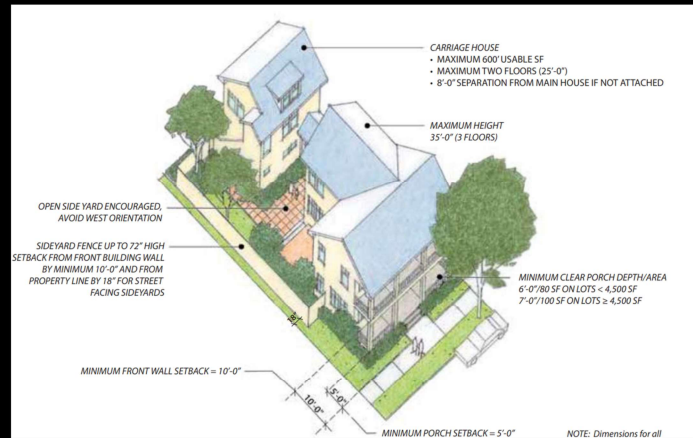 CARRIAGE HOUSE
• MAXIMUM 600' USABLE SF
• MAXIMUM TWO FLOORS (25'-0")
• 8'-0" SEPARATION FROM MAIN HOUSE IF NOT ATTACHED
MAXIMUM HEIGHT
35'-0" (3 FLOORS)
OPEN SIDE YARD ENCOURAGED,
AVOID WEST ORIENTATION
SIDEYARD FENCE UP TO 72" HIGH
SETBACK FROM FRONT BUILDING WALL
BY MINIMUM 10'-0" AND FROM
PROPERTY LINE BY 18" FOR STREET
FACING SIDEYARDS
MINIMUM CLEAR PORCH DEPTH/AREA
6'-0"/80 SF ON LOTS < 4,500 SF
7'-0"/100 SF ON LOTS ≥ 4,500 SF
18"
MINIMUM FRONT WALL SETBACK = 10'-0"
10'-0"
5'-0"
MINIMUM PORCH SETBACK = 5'-0"
NOTE: Dimensions for all